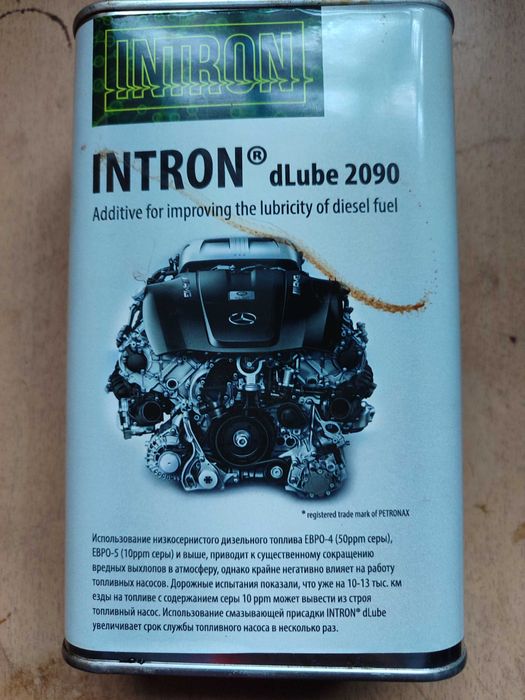 INTRON
INTRON® dLube 2090
Additive for improving the lubricity of diesel fuel
* registered trade mark of PETRONAX
Использование низкосернистого дизельного топлива ЕВРО-4 (50ppm серы),
ЕВРО-5 (10ppm серы) и выше, приводит к существенному сокращению
вредных выхлопов в атмосферу, однако крайне негативно влияет на работу
топливных насосов. Дорожные испытания показали, что уже на 10-13 тыс. км
езды на топливе с содержанием серы 10 ppm может вывести из строя
топливный насос. Использование смазывающей присадки INTRON® dLube
увеличивает срок службы топливного насоса в несколько раз.